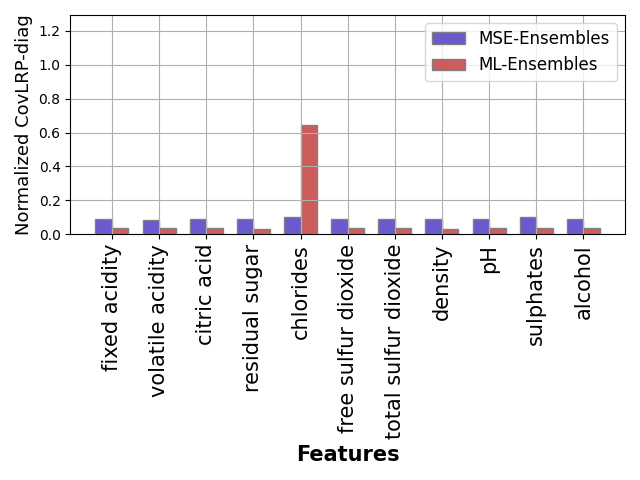 Normalized CovLRP-diag
1.2
1.0
0.8
0.6
0.4
0.2
0.0
MSE-Ensembles
ML-Ensembles
fixed acidity
volatile acidity
citric acid
residual sugar
chlorides
free sulfur dioxide
total sulfur dioxide
density
pH
sulphates
alcohol
Features